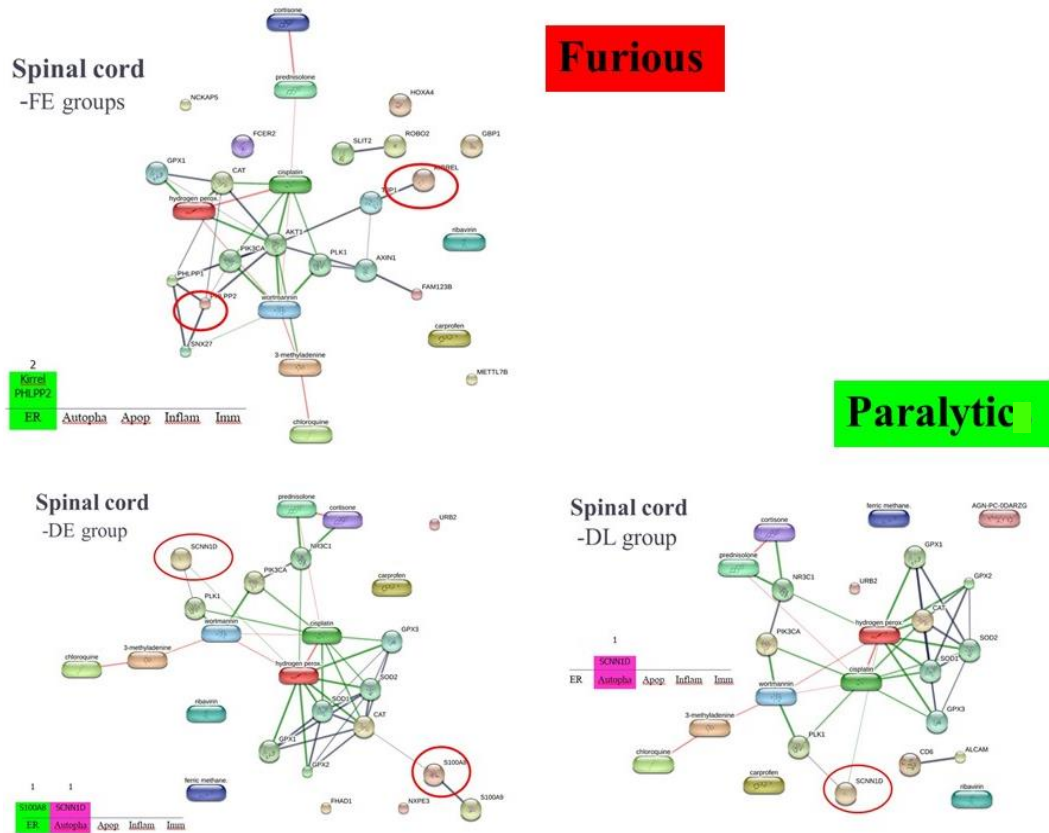 Furious
Spinal cord
-FE groups
cortisone
prednisolone
NCKAP5
HOXA4
FCER2
SLIT2
ROBO2
GBP1
GPX1
CAT
cisplatin
hydrogen perox.
TJP1
AKT1
ribavirin
PIK3CA
PLK1
AXIN1
PHLPP1
PHLPP2
FAM123B
wortmannin
carprofen
SNX27
3-methyladenine
METTL7B
chloroquine
2
Kirrel
PHLPP2
ER Autopha Apop Inflam Imm
Paralytic
Spinal cord
-DE group
prednisolone
cortisone
URB2
SCNN1D
NR3C1
PIK3CA
carprofen
PLK1
wortmannin
cisplatin
3-methyladenine
GPX3
chloroquine
hydrogen perox.
SOD2
ribavirin
SOD1
CAT
GPX1
GPX2
ferric methane.
S100A8
S100A9
FHAD1
NXPE3
1 1
S100A8 SCNN1D
ER Autopha Apop Inflam Imm
Spinal cord
-DL group
ferric methane.
AGN-PC-0DARZG
cortisone
GPX1
prednisolone
NR3C1
URB2
GPX2
CAT
hydrogen perox.
PIK3CA
SOD2
SOD1
cisplatin
wortmannin
GPX3
3-methyladenine
PLK1
chloroquine
CD6
ALCAM
carprofen
SCNN1D
ribavirin
1
SCNN1D
ER Autopha Apop Inflam Imm